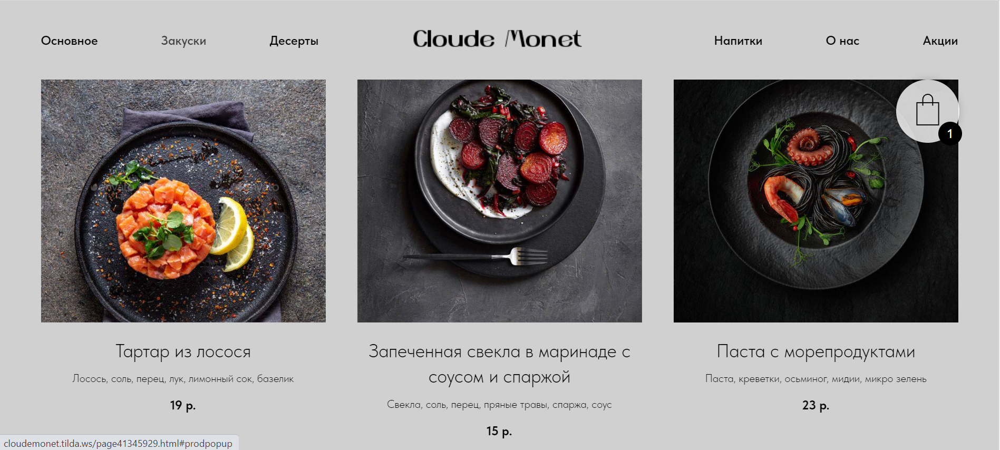 Основное
Закуски
Десерты
Cloude Monet
Напитки
О нас
Акции
1
Тартар из лосося
Лосось, соль, перец, лук, лимонный сок, базелик
19 р.
Запеченная свекла в маринаде с
соусом и спаржой
Свекла, соль, перец, пряные травы, спаржа, соус
15 р.
Паста с морепродуктами
Паста, креветки, осьминог, мидии, микро зелень
23 р.
cloudemonet.tilda.ws/page41345929.html#prodpopup